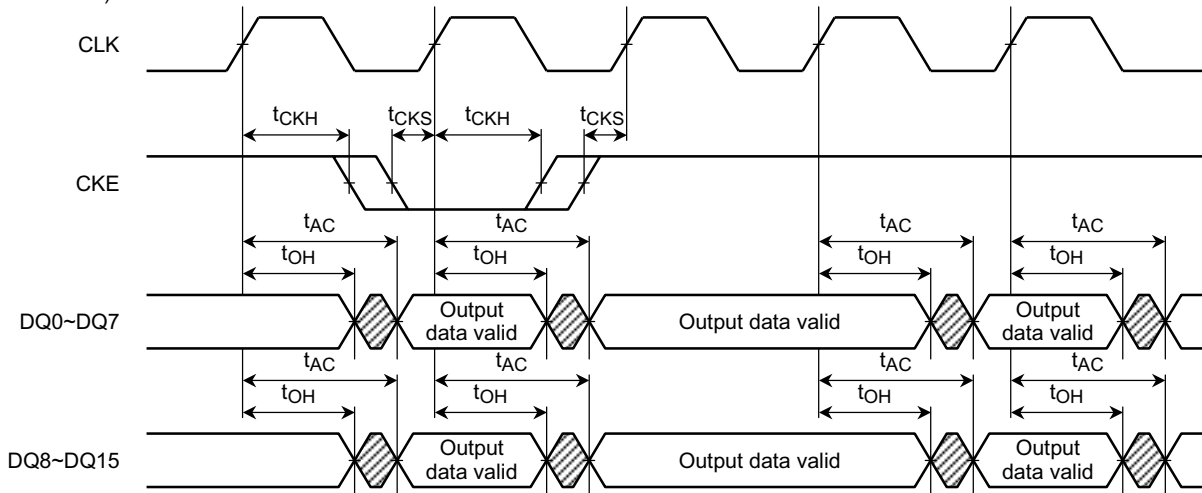 )
CLK
tCKH tCKS tCKH tCKS
CKE
tAC tAC tAC tAC
tOH tOH tOH tOH
DQ0~DQ7
Output data valid
Output data valid
Output data valid
tAC tAC tAC tAC
tOH tOH tOH tOH
DQ8~DQ15
Output data valid
Output data valid
Output data valid